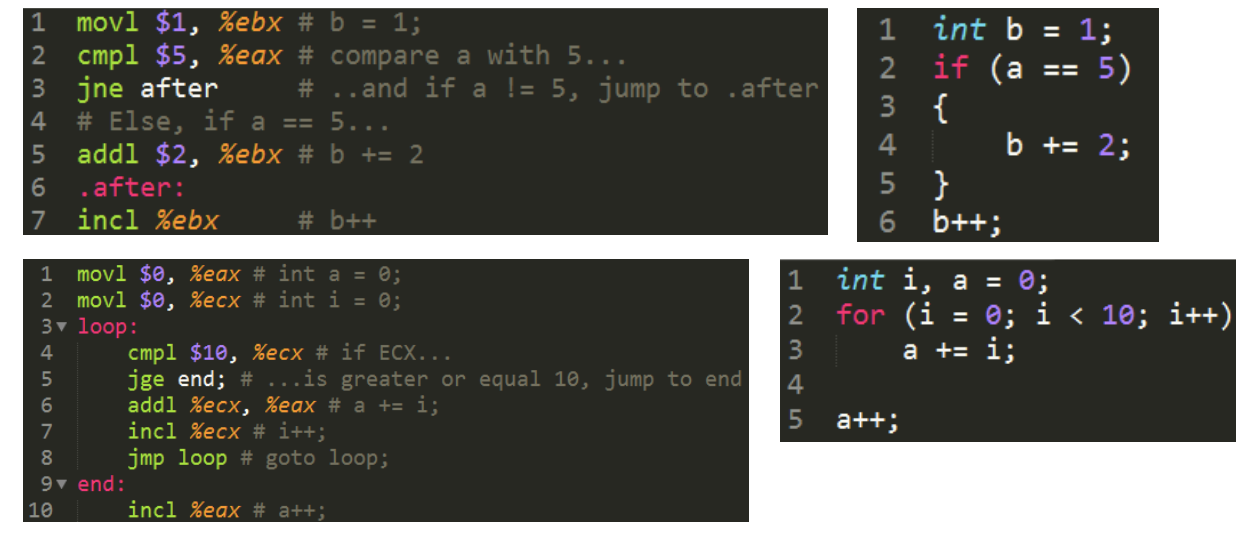 1 movl $1, %ebx # b = 1;
2 cmpl $5, %eax # compare a with 5...
3 jne after # ..and if a != 5, jump to .after
4 # Else, if a == 5...
5 addl $2, %ebx # b += 2
6 .after:
7 incl %ebx # b++
1 int b = 1;
2 if (a == 5)
3 {
4 b += 2;
5 }
6 b++;
1 movl $0, %eax # int a = 0;
2 movl $0, %ecx # int i = 0;
3 loop:
4 cmpl $10, %ecx # if ECX...
5 jge end; # ...is greater or equal 10, jump to end
6 addl %ecx, %eax # a += i;
7 incl %ecx # i++;
8 jmp loop # goto loop;
9 end:
10 incl %eax # a++;
1 int i, a = 0;
2 for (i = 0; i < 10; i++)
3 a += i;
4
5 a++;